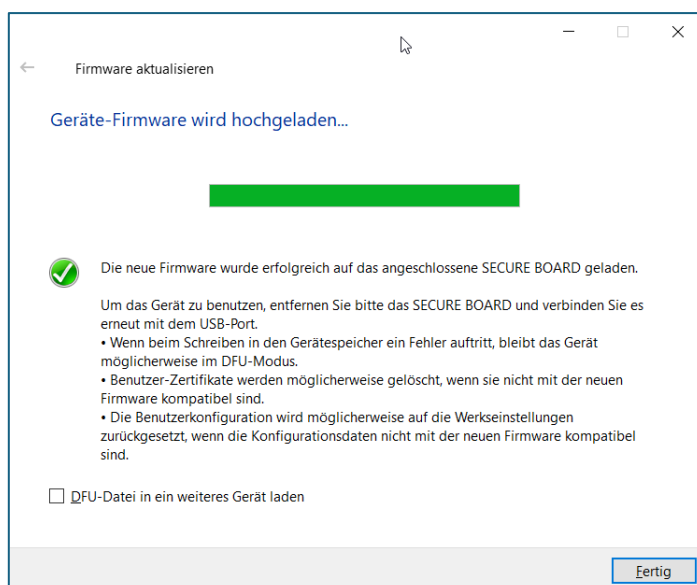 Firmware aktualisieren
Geräte-Firmware wird hochgeladen...
Die neue Firmware wurde erfolgreich auf das angeschlossene SECURE BOARD geladen.
Um das Gerät zu benutzen, entfernen Sie bitte das SECURE BOARD und verbinden Sie es
erneut mit dem USB-Port.
• Wenn beim Schreiben in den Gerätespeicher ein Fehler auftritt, bleibt das Gerät
möglicherweise im DFU-Modus.
• Benutzer-Zertifikate werden möglicherweise gelöscht, wenn sie nicht mit der neuen
Firmware kompatibel sind.
• Die Benutzerkonfiguration wird möglicherweise auf die Werkseinstellungen
zurückgesetzt, wenn die Konfigurationsdaten nicht mit der neuen Firmware kompatibel
sind.
DFU-Datei in ein weiteres Gerät laden
Fertig